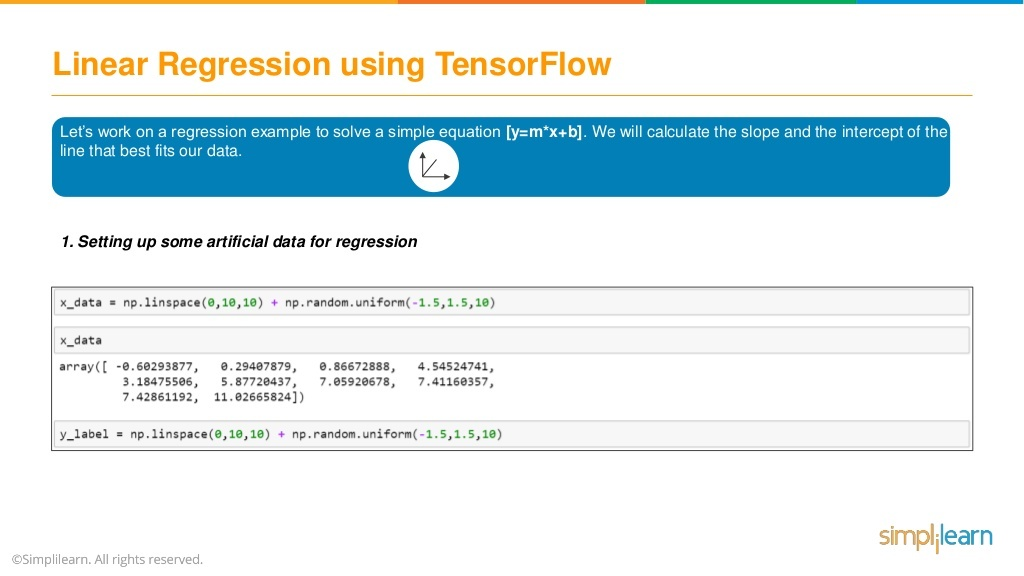 Linear Regression using TensorFlow
Let's work on a regression example to solve a simple equation [y=m*x+b]. We will calculate the slope and the intercept of the
line that best fits our data.
1. Setting up some artificial data for regression
x_data = np.linspace(0,10,10) + np.random.uniform(-1.5,1.5,10)
x_data
array([ -0.60293877, 0.29407879, 0.86672888, 4.54524741,
3.18475506, 5.87720437, 7.05920678, 7.41160357,
7.42861192, 11.02665824])
y_label = np.linspace(0,10,10) + np.random.uniform(-1.5,1.5,10)
simplilearn
©Simplilearn. All rights reserved.